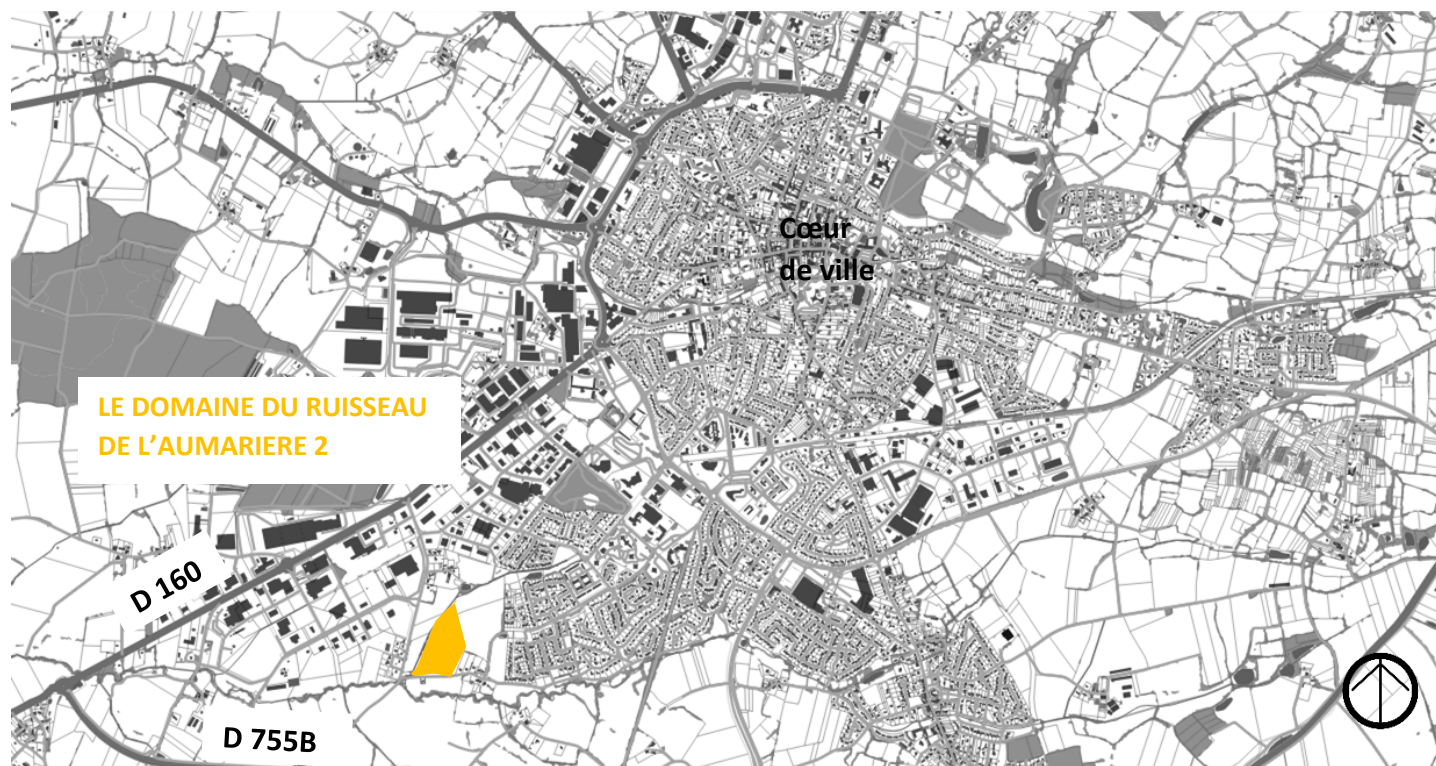 Cœur
de ville
LE DOMAINE DU RUISSEAU
DE L’AUMARIERE 2
D 160
D 755B